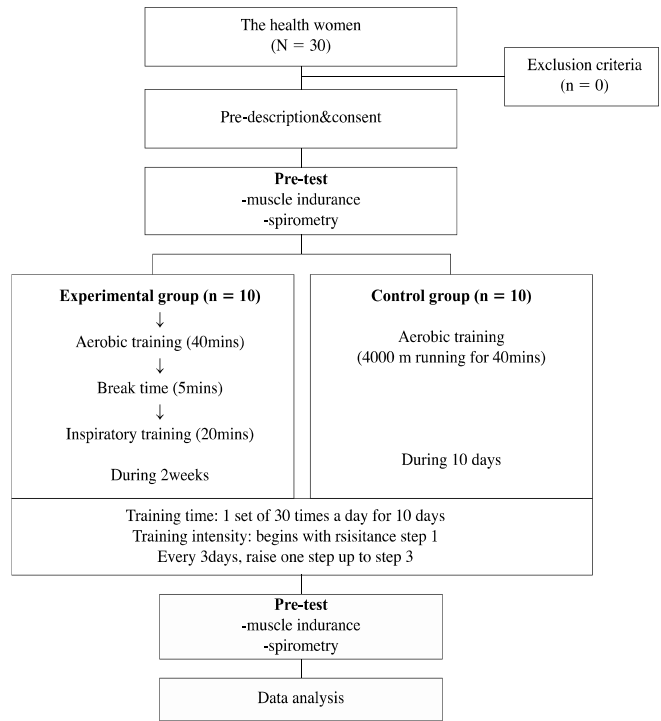 The health women
(N = 30)
Exclusion criteria
(n = 0)
Pre-description&consent
Pre-test
-muscle indurance
-spirometry
Experimental group (n = 10)
↓
Aerobic training (40mins)
↓
Break time (5mins)
↓
Inspiratory training (20mins)
During 2weeks
Control group (n = 10)
Aerobic training
(4000 m running for 40mins)
During 10 days
Training time: 1 set of 30 times a day for 10 days
Training intensity: begins with rsisitance step 1
Every 3days, raise one step up to step 3
Pre-test
-muscle indurance
-spirometry
Data analysis